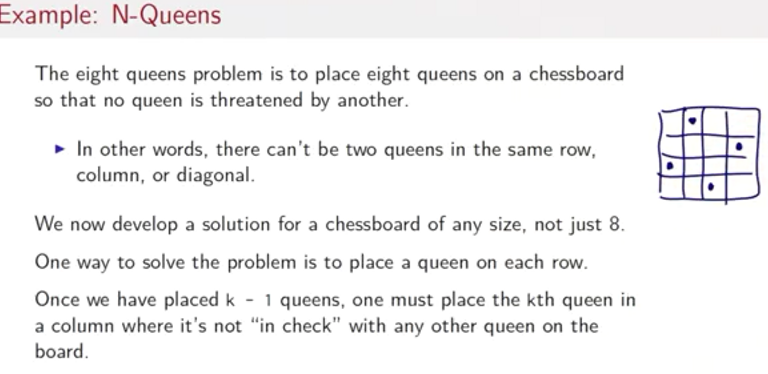 Example: N-Queens
The eight queens problem is to place eight queens on a chessboard
so that no queen is threatened by another.
▶ In other words, there can't be two queens in the same row,
column, or diagonal.
We now develop a solution for a chessboard of any size, not just 8.
One way to solve the problem is to place a queen on each row.
Once we have placed k - 1 queens, one must place the kth queen in
a column where it's not “in check” with any other queen on the
board.